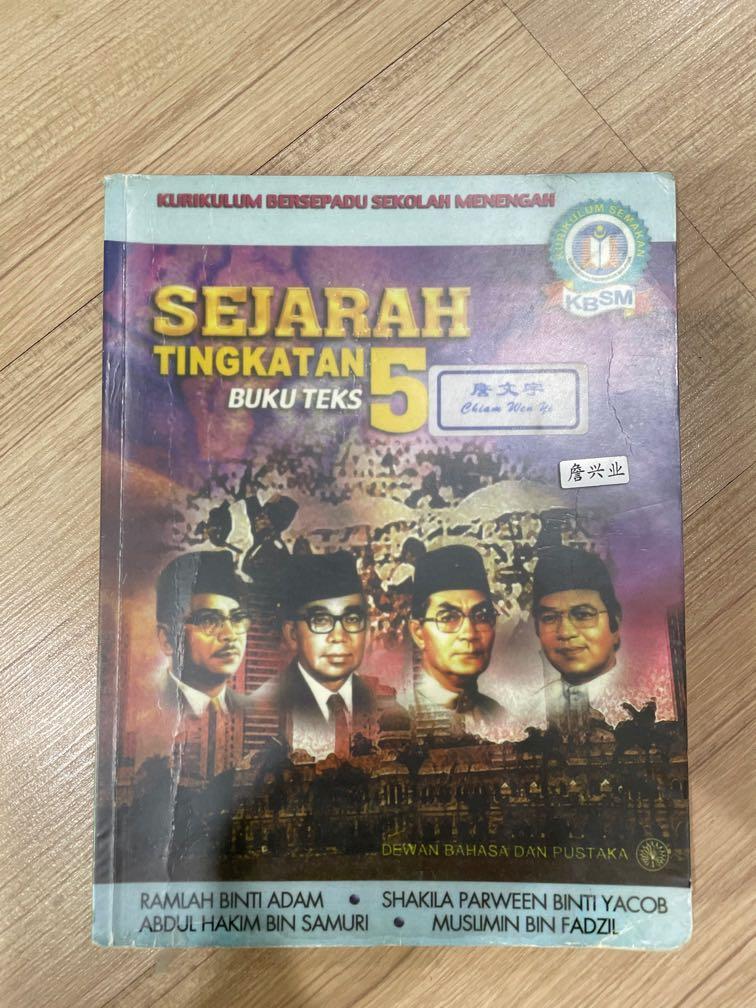 KURIKULUM BERSEPADU SEKOLAH MENENGAH
KURIKULUM SEMAKAN
KBSM
SEJARAH
TINGKATAN 5
BUKU TEKS
詹文宇
Chiam Wen Yi
詹兴业
DEWAN BAHASA DAN PUSTAKA
RAMLAH BINTI ADAM • SHAKILA PARWEEN BINTI YACOB
ABDUL HAKIM BIN SAMURI • MUSLIMIN BIN FADZIL